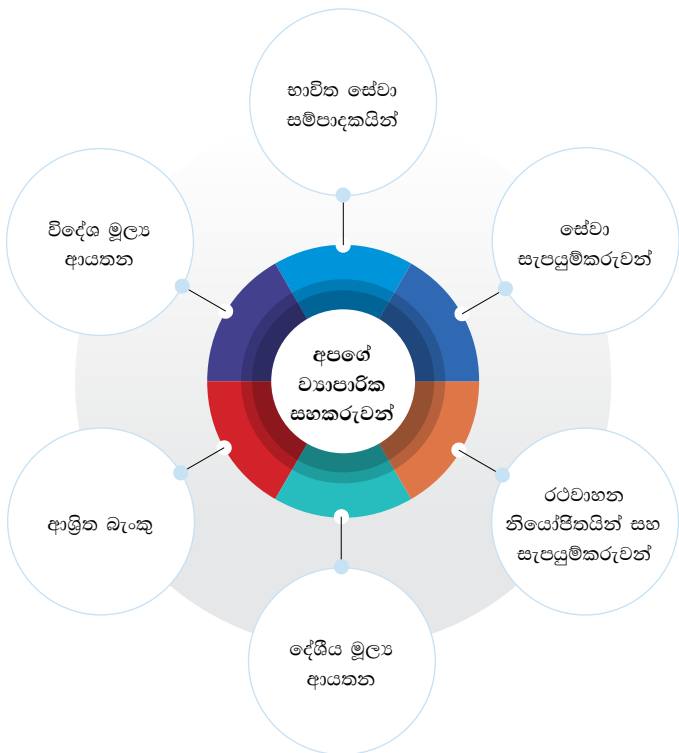 භාවිත සේවා
සම්පාදකයින්
විදේශ මූල්‍ය
ආයතන
සේවා
සැපයුම්කරුවන්
අපගේ
ව්‍යාපාරික
සහකරුවන්
ආශ්‍රිත බැංකු
රථවාහන
නියෝජිතයින් සහ
සැපයුම්කරුවන්
දේශීය මූල්‍ය
ආයතන